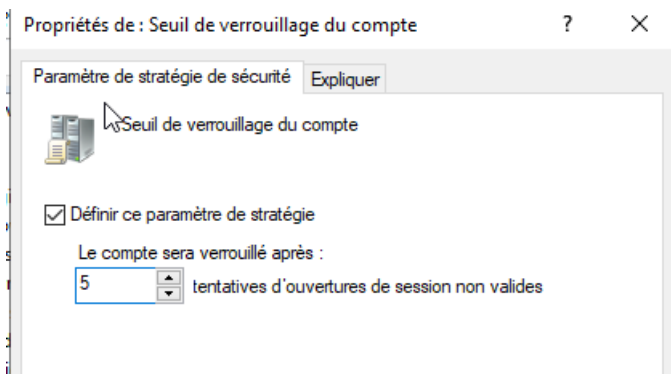 Propriétés de : Seuil de verrouillage du compte ? ×
Paramètre de stratégie de sécurité Expliquer
Seuil de verrouillage du compte
Définir ce paramètre de stratégie
Le compte sera verrouillé après :
5 tentatives d'ouvertures de session non valides